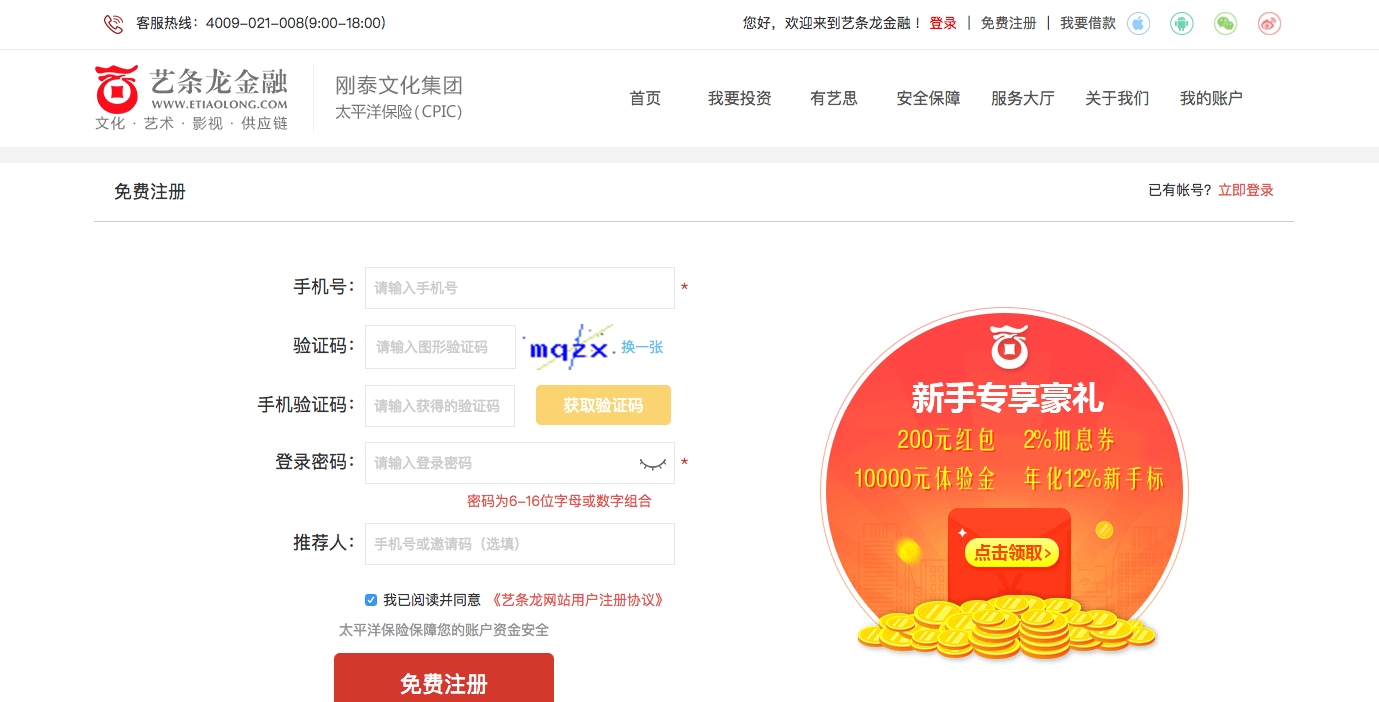 客服热线：4009-021-008(9:00-18:00)
您好，欢迎来到艺条龙金融！ 登录 | 免费注册 | 我要借款
艺条龙金融
WWW.ETIAOLONG.COM
文化 · 艺术 · 影视 · 供应链
刚泰文化集团
太平洋保险(CPIC)
首页 我要投资 有艺思 安全保障 服务大厅 关于我们 我的账户
免费注册
已有帐号？立即登录
手机号： 请输入手机号 *
验证码： 请输入图形验证码 mqzx 换一张
手机验证码： 请输入获得的验证码 获取验证码
登录密码： 请输入登录密码 *
密码为6-16位字母或数字组合
推荐人： 手机号或邀请码（选填）
我已阅读并同意 《艺条龙网站用户注册协议》
太平洋保险保障您的账户资金安全
免费注册
新手专享豪礼
200元红包 2%加息券
10000元体验金 年化12%新手标
点击领取>